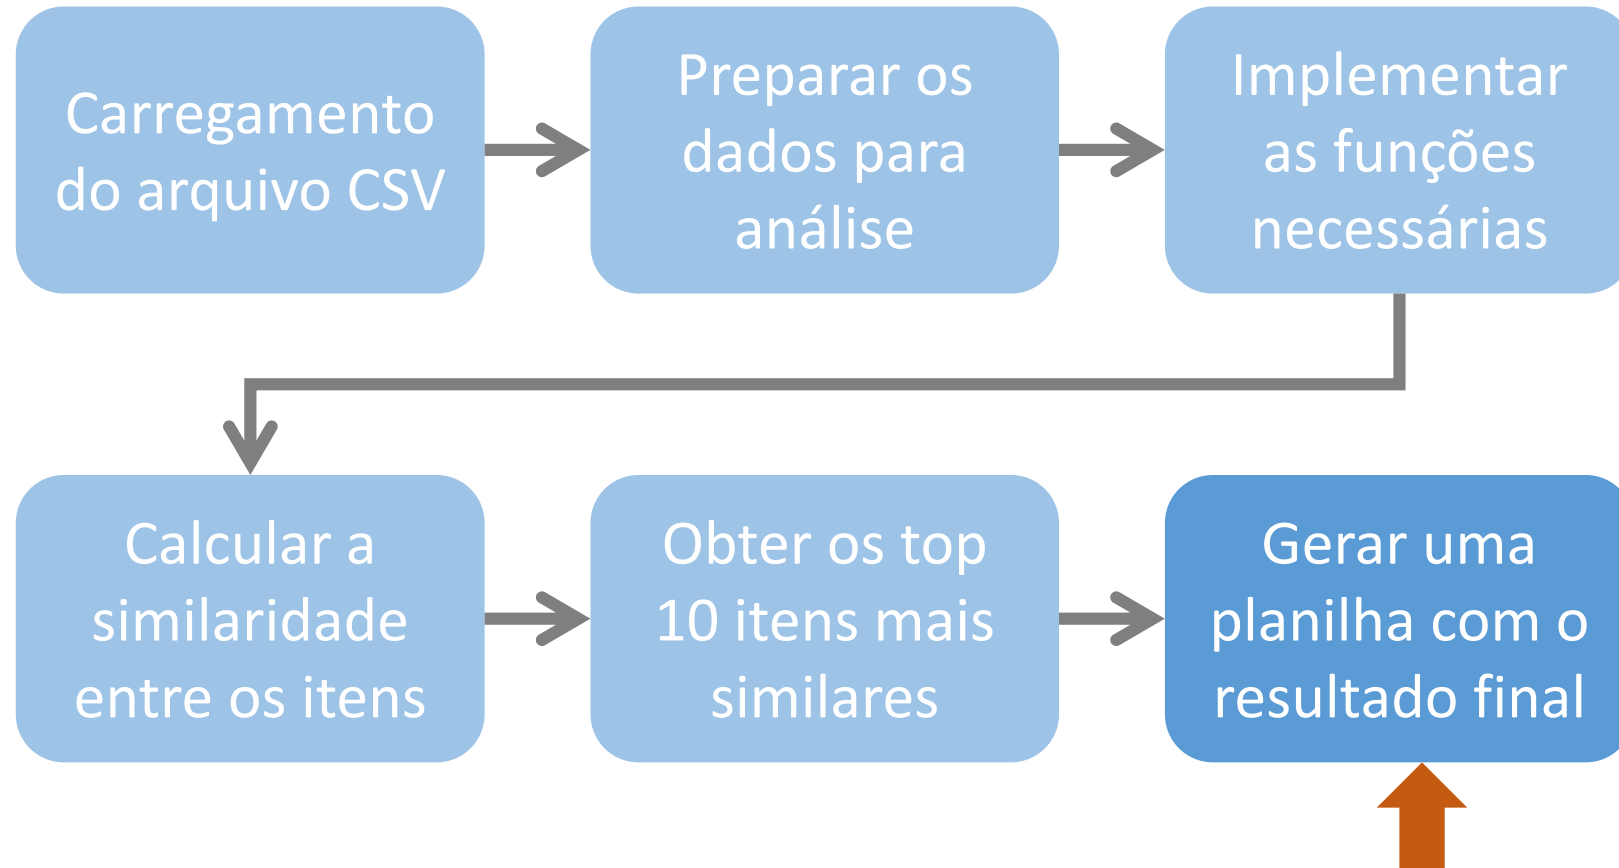 Carregamento
do arquivo CSV
Preparar os
dados para
análise
Implementar
as funções
necessárias
Calcular a
similaridade
entre os itens
Obter os top
10 itens mais
similares
Gerar uma
planilha com o
resultado final